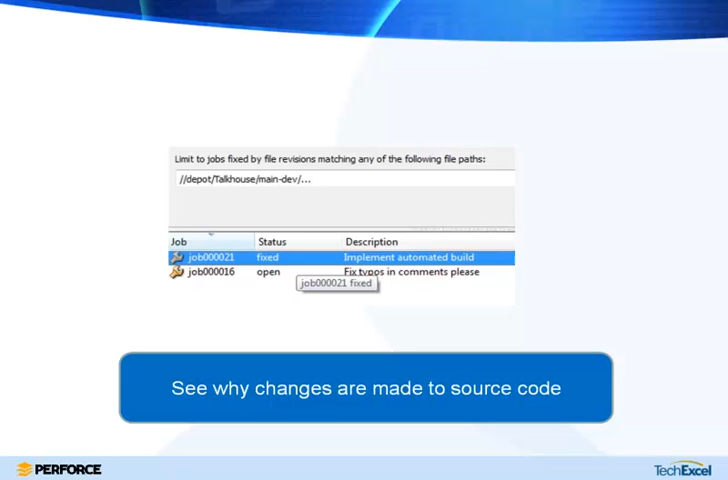 Limit to jobs fixed by file revisions matching any of the following file paths:
//depot/Talkhouse/main-dev/...
Job Status Description
job000021 fixed Implement automated build
job000016 open Fix typos in comments please
job000021 fixed
See why changes are made to source code
PERFORCE TechExcel